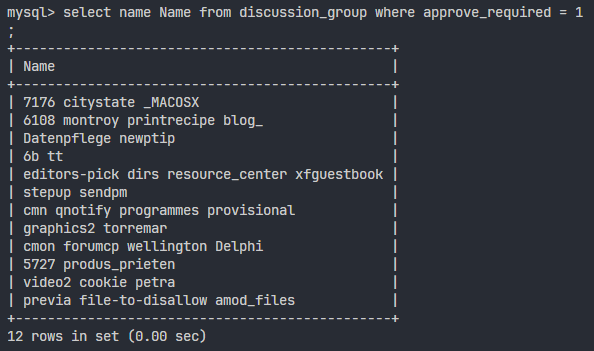 mysql> select name Name from discussion_group where approve_required = 1
;
+----------------------------------------------+
| Name                                         |
+----------------------------------------------+
| 7176 citystate _MACOSX                       |
| 6108 montroy printrecipe blog_               |
| Datenpflege newptip                          |
| 6b tt                                        |
| editors-pick dirs resource_center xfguestbook |
| stepup sendpm                                |
| cmn qnotify programmes provisional           |
| graphics2 torremar                           |
| cmon forumcp wellington Delphi               |
| 5727 produs_prieten                          |
| video2 cookie petra                          |
| previa file-to-disallow amod_files           |
+----------------------------------------------+
12 rows in set (0.00 sec)